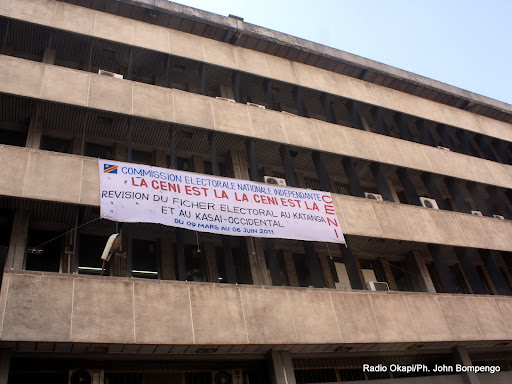 COMMISSION ELECTORALE NATIONALE INDEPENDANTE
LA CENI EST LA LA CENI EST LA
REVISION DU FICHIER ELECTORAL AU KATANGA
ET AU KASAI-OCCIDENTAL
DU 09 MARS AU 06 JUIN 2011
CENI
Radio Okapi/Ph. John Bompengo